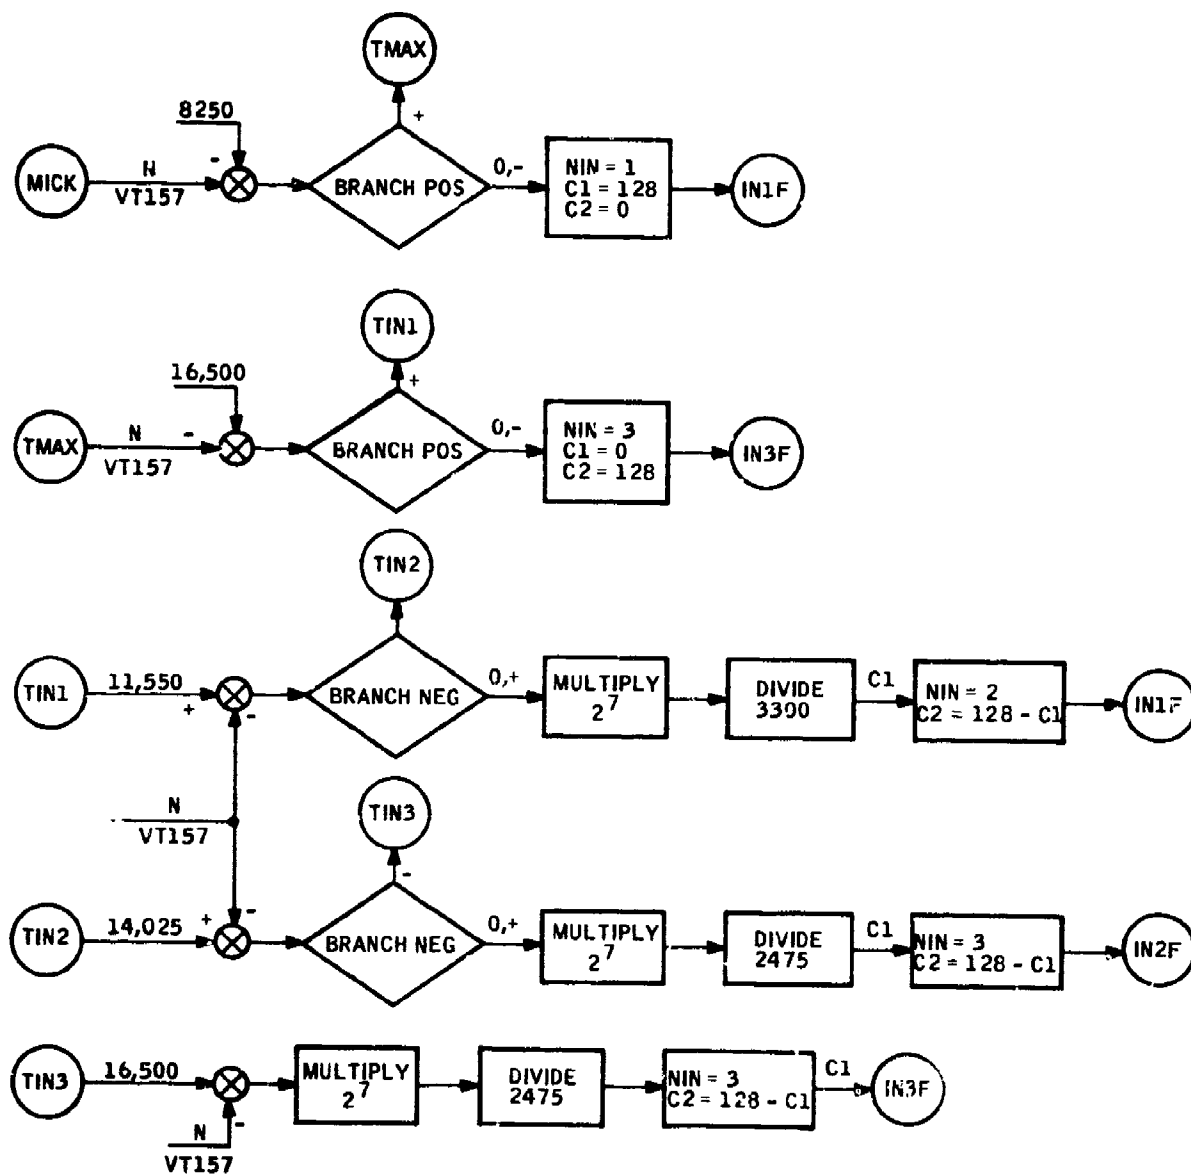 TMAX
8250
-
+
MICK
N
VT157
BRANCH POS
0,-
NIN = 1
C1 = 128
C2 = 0
IN1F
TIN1
16,500
+
TMAX
N
-
VT157
BRANCH POS
0,-
NIN = 3
C1 = 0
C2 = 128
IN3F
TIN2
TIN1
11,550
+
-
BRANCH NEG
0,+
MULTIPLY
2^7
DIVIDE
3300
C1
NIN = 2
C2 = 128 - C1
IN1F
N
VT157
TIN3
-
TIN2
14,025
+
-
BRANCH NEG
0,+
MULTIPLY
2^7
DIVIDE
2475
C1
NIN = 3
C2 = 128 - C1
IN2F
TIN3
16,500
MULTIPLY
2^7
DIVIDE
2475
NIN = 3
C2 = 128 - C1
C1
IN3F
N
-
VT157